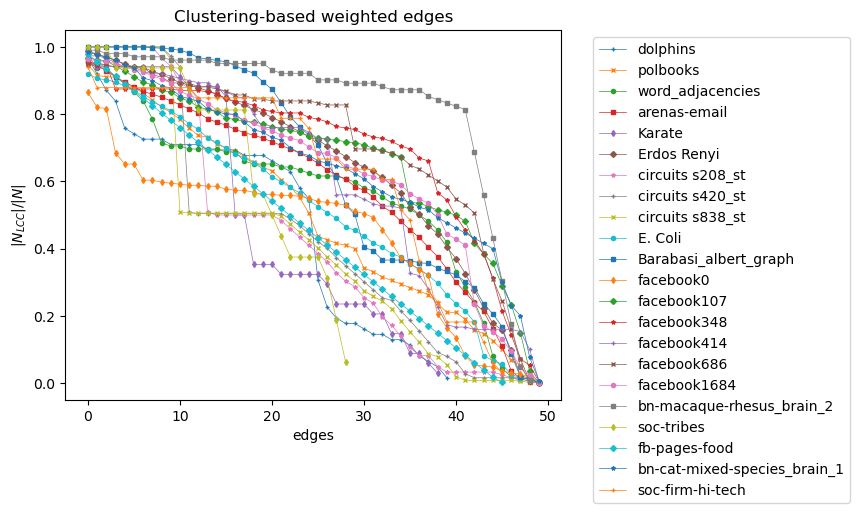 Clustering-based weighted edges
|N_LCC|/|N|
1.0
0.8
0.6
0.4
0.2
0.0
0 10 20 30 40 50
edges
dolphins
polbooks
word_adjacencies
arenas-email
Karate
Erdos Renyi
circuits s208_st
circuits s420_st
circuits s838_st
E. Coli
Barabasi_albert_graph
facebook0
facebook107
facebook348
facebook414
facebook686
facebook1684
bn-macaque-rhesus_brain_2
soc-tribes
fb-pages-food
bn-cat-mixed-species_brain_1
soc-firm-hi-tech